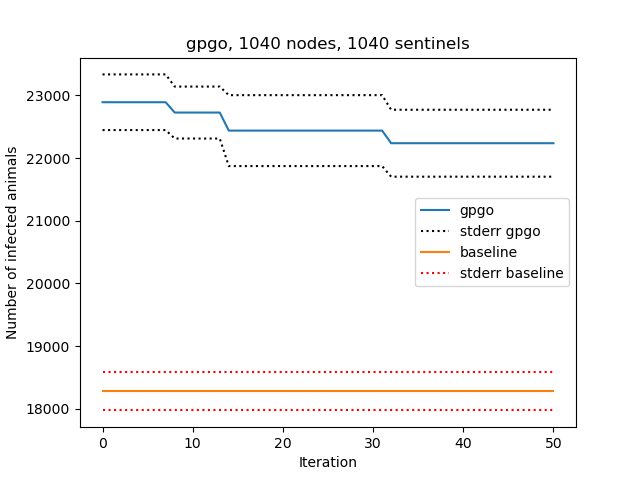 gpgo, 1040 nodes, 1040 sentinels
Number of infected animals
23000
22000
21000
20000
19000
18000
gpgo
stderr gpgo
baseline
stderr baseline
0 10 20 30 40 50
Iteration